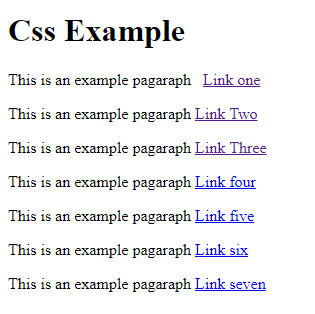 Css Example
This is an example pagaraph Link one
This is an example pagaraph Link Two
This is an example pagaraph Link Three
This is an example pagaraph Link four
This is an example pagaraph Link five
This is an example pagaraph Link six
This is an example pagaraph Link seven